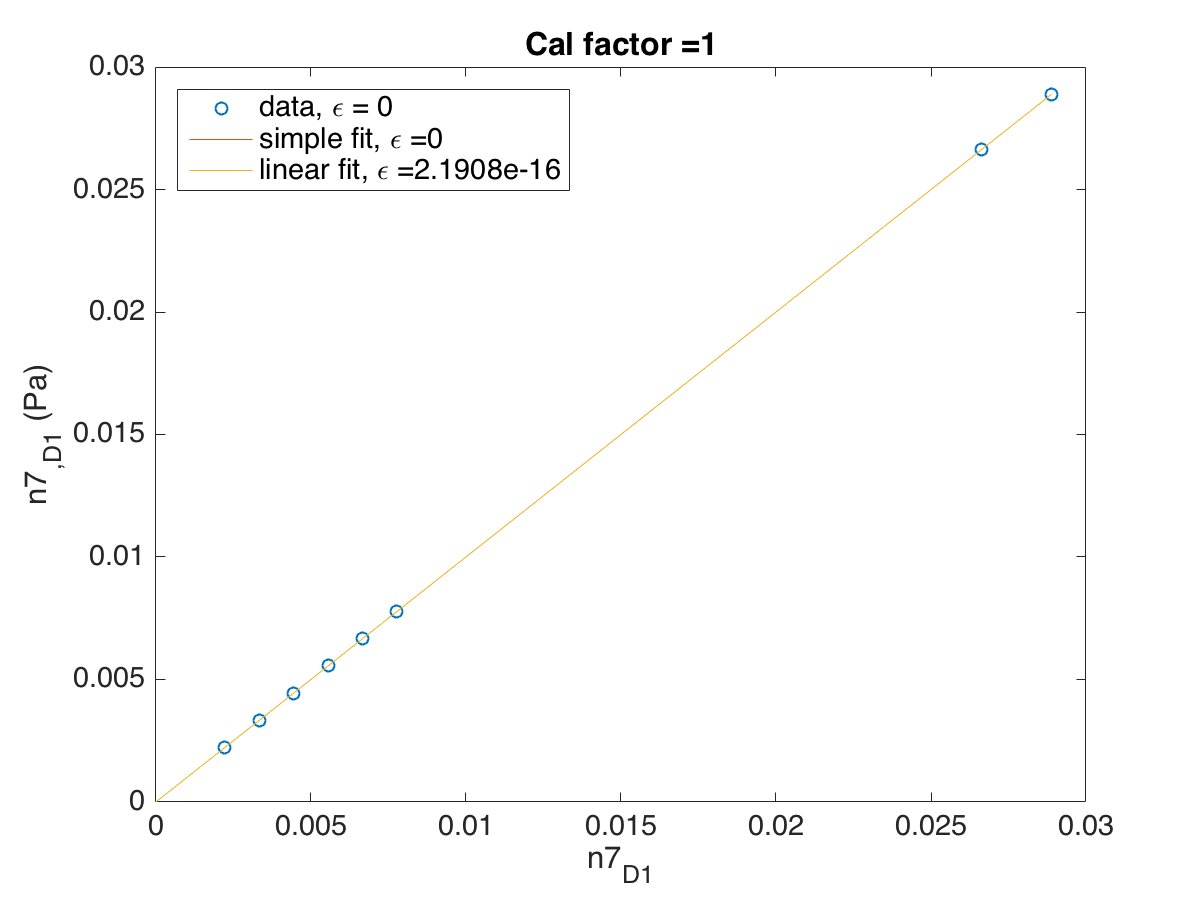 Cal factor =1
data, ϵ = 0
simple fit, ϵ =0
linear fit, ϵ =2.1908e-16
0.03
0.025
0.02
0.015
0.01
0.005
0
n7,D1 (Pa)
0 0.005 0.01 0.015 0.02 0.025 0.03
n7D1